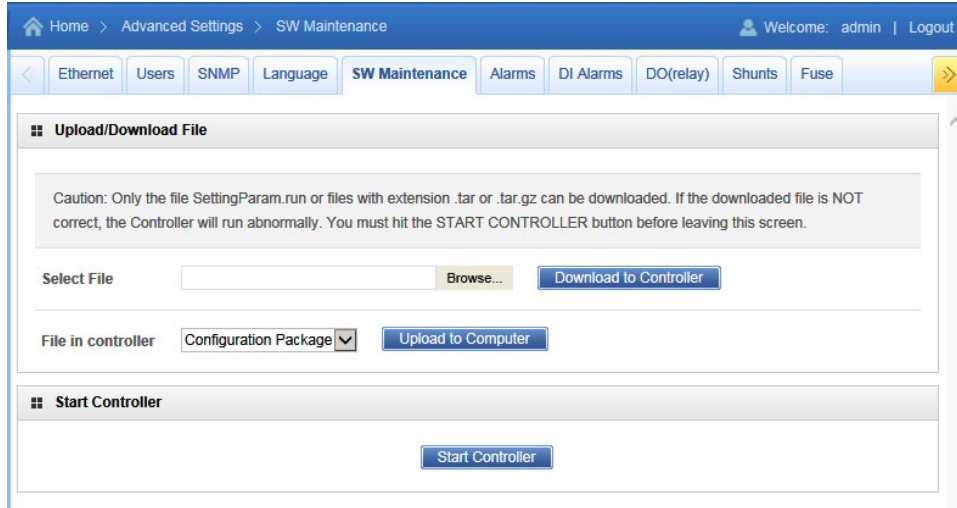 Home > Advanced Settings > SW Maintenance Welcome: admin | Logout
Ethernet Users SNMP Language SW Maintenance Alarms DI Alarms DO(relay) Shunts Fuse
Upload/Download File
Caution: Only the file SettingParam.run or files with extension .tar or .tar.gz can be downloaded. If the downloaded file is NOT
correct, the Controller will run abnormally. You must hit the START CONTROLLER button before leaving this screen.
Select File Browse... Download to Controller
File in controller Configuration Package Upload to Computer
Start Controller
Start Controller